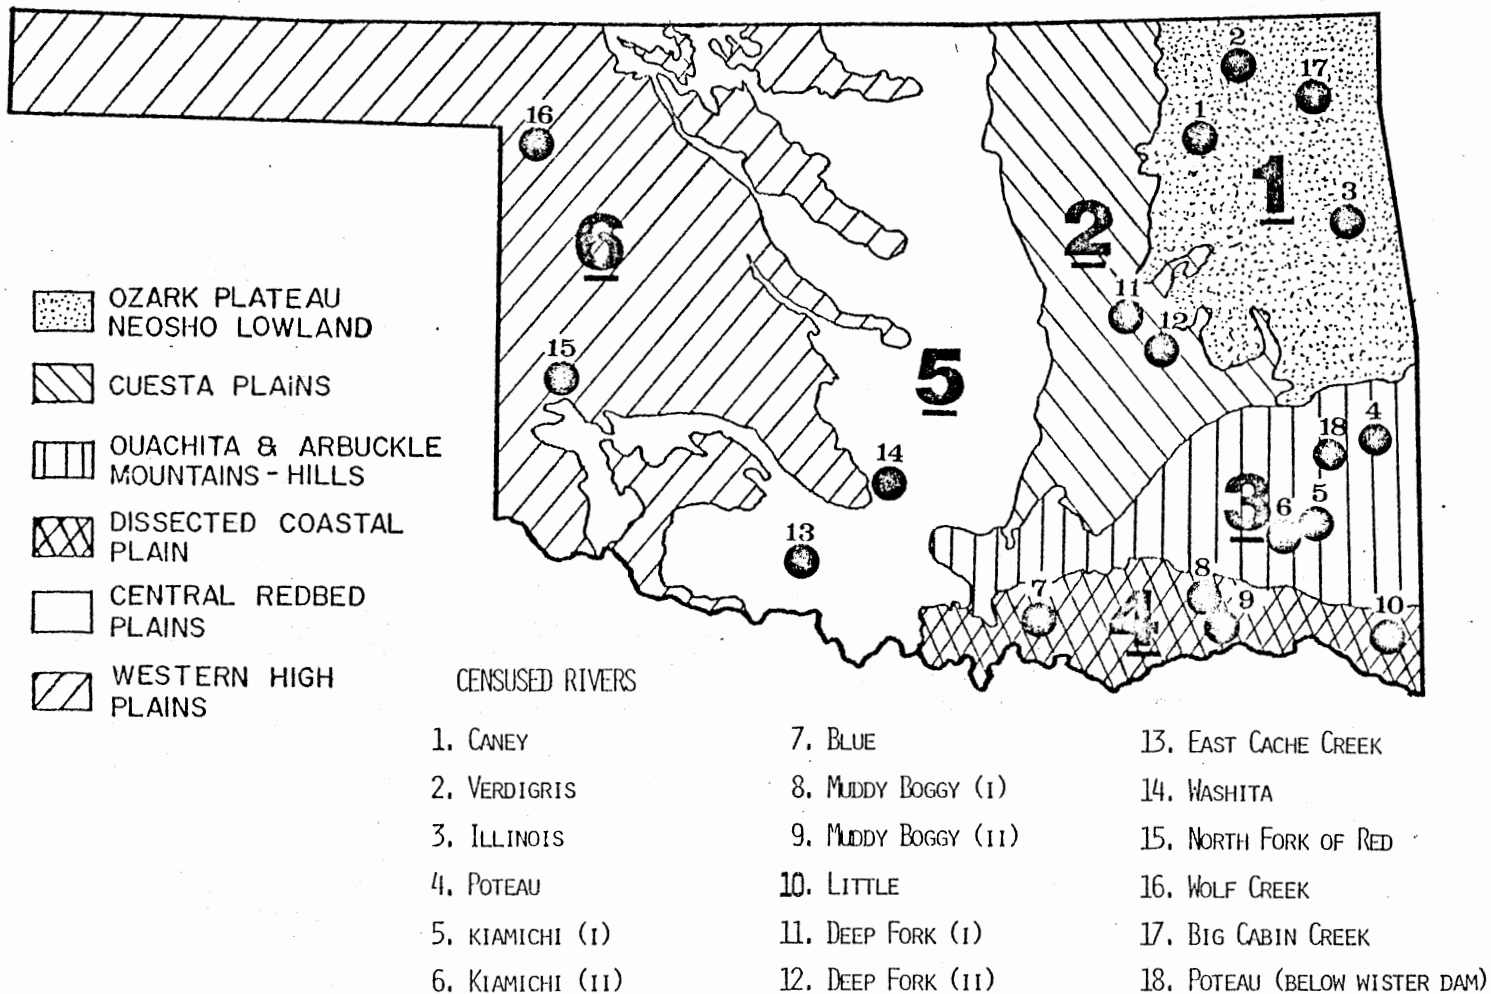 2
17
16
1
1
3
2
6
11
12
OZARK PLATEAU
NEOSHO LOWLAND
15
5
CUESTA PLAINS
4
18
OUACHITA & ARBUCKLE
MOUNTAINS-HILLS
14
3
5
6
13
DISSECTED COASTAL
PLAIN
8
7
4
9
10
CENTRAL REDBED
PLAINS
WESTERN HIGH
PLAINS
CENSUSED RIVERS
1. CANEY
2. VERDIGRIS
3. ILLINOIS
4. POTEAU
5. KIAMICHI (I)
6. KIAMICHI (II)
7. BLUE
8. MUDDY BOGGY (I)
9. MUDDY BOGGY (II)
10. LITTLE
11. DEEP FORK (I)
12. DEEP FORK (II)
13. EAST CACHE CREEK
14. WASHITA
15. NORTH FORK OF RED
16. WOLF CREEK
17. BIG CABIN CREEK
18. POTEAU (BELOW WISTER DAM)